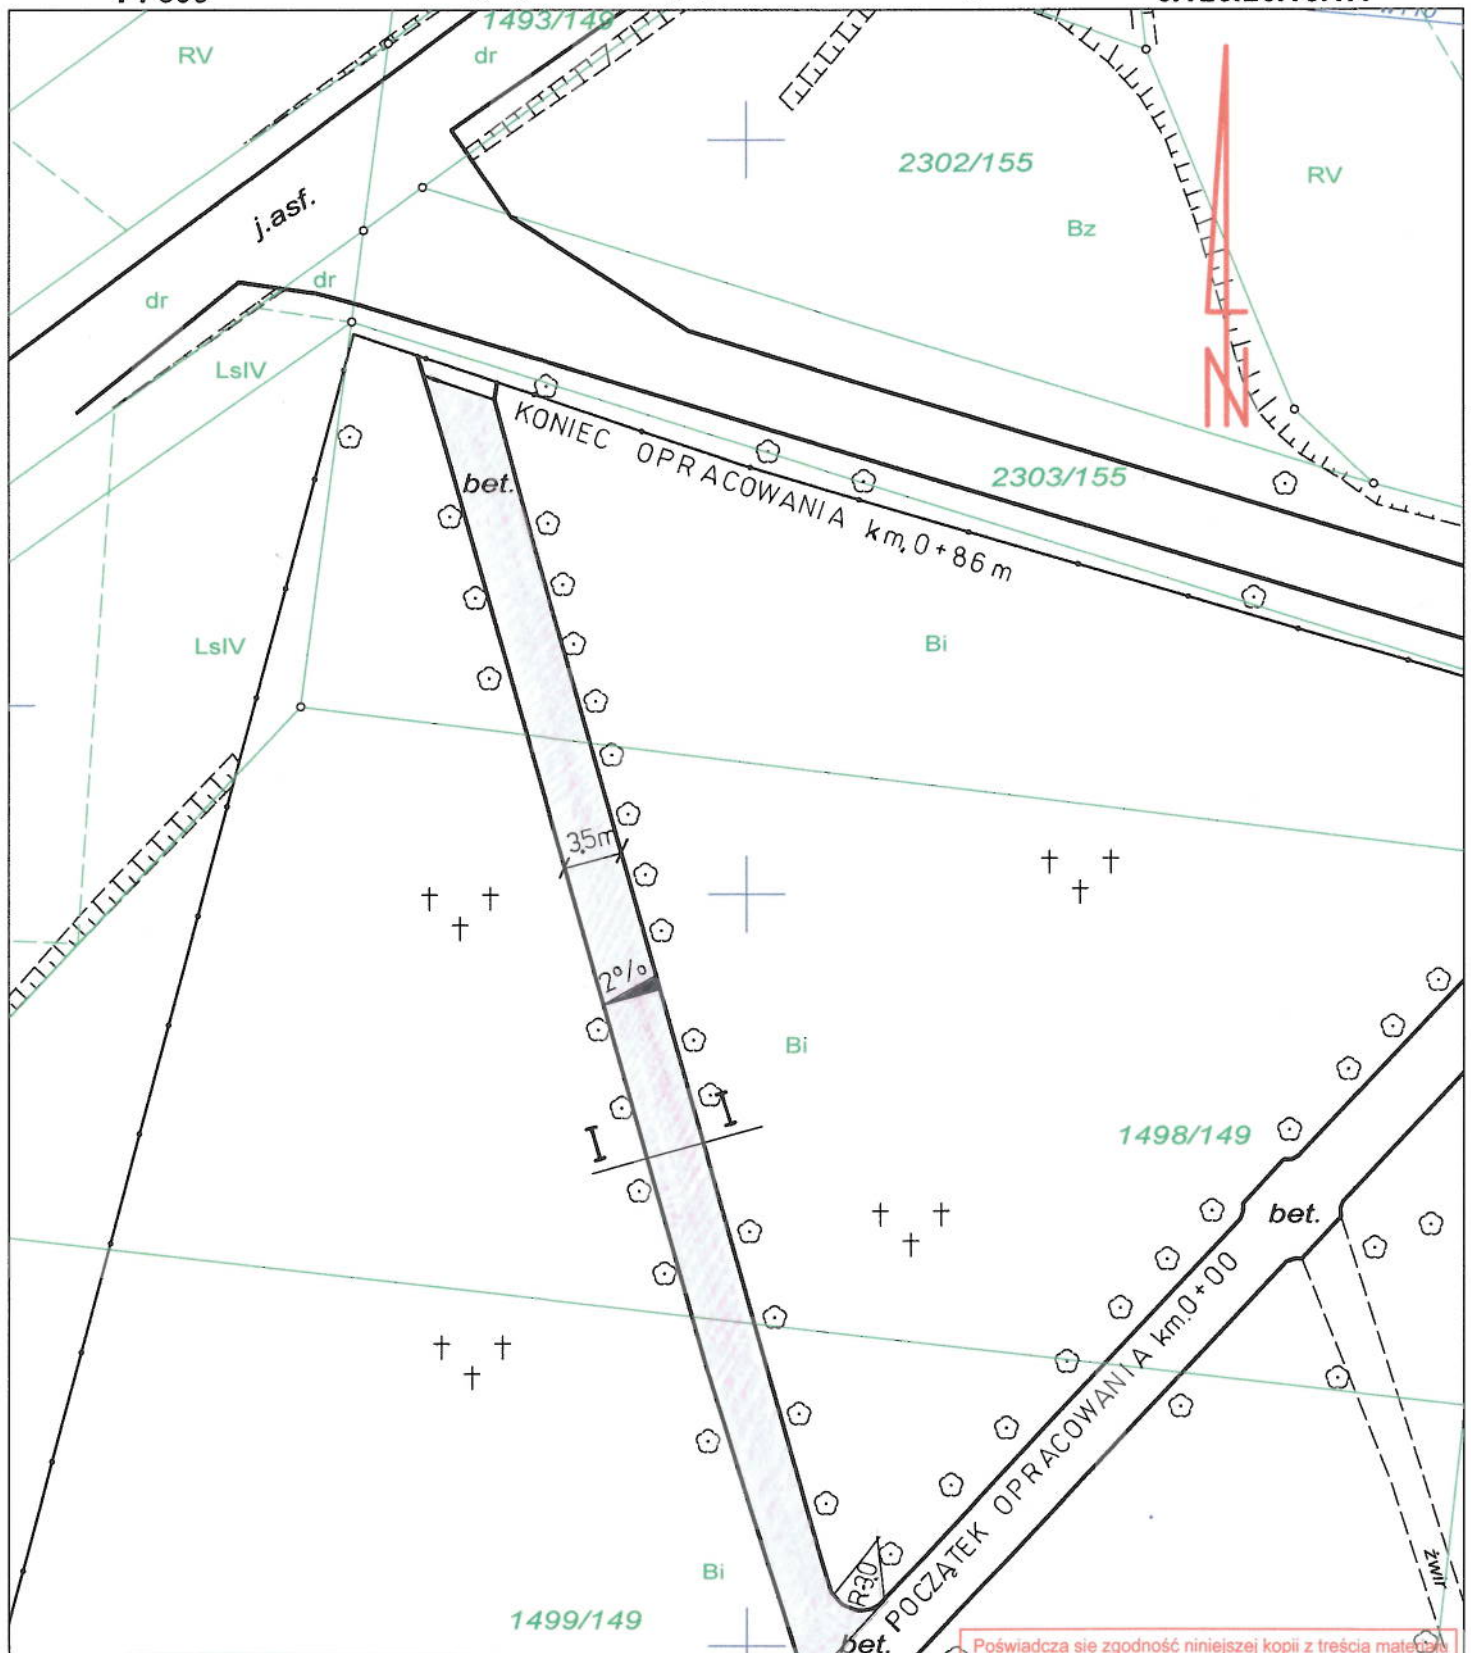 1493/149
RV
dr
j.asf.
2302/155
RV
Bz
dr
dr
LsIV
N
KONIEC OPRACOWANIA km. 0+86 m
bet.
2303/155
LsIV
Bi
3.5m
2%
Bi
I I
1498/149
bet.
POCZĄTEK OPRACOWANIA km.0+00
R3.0
żwir
Bi
1499/149
bet.
Poświadcza się zgodność niniejszej kopii z treścią materiału